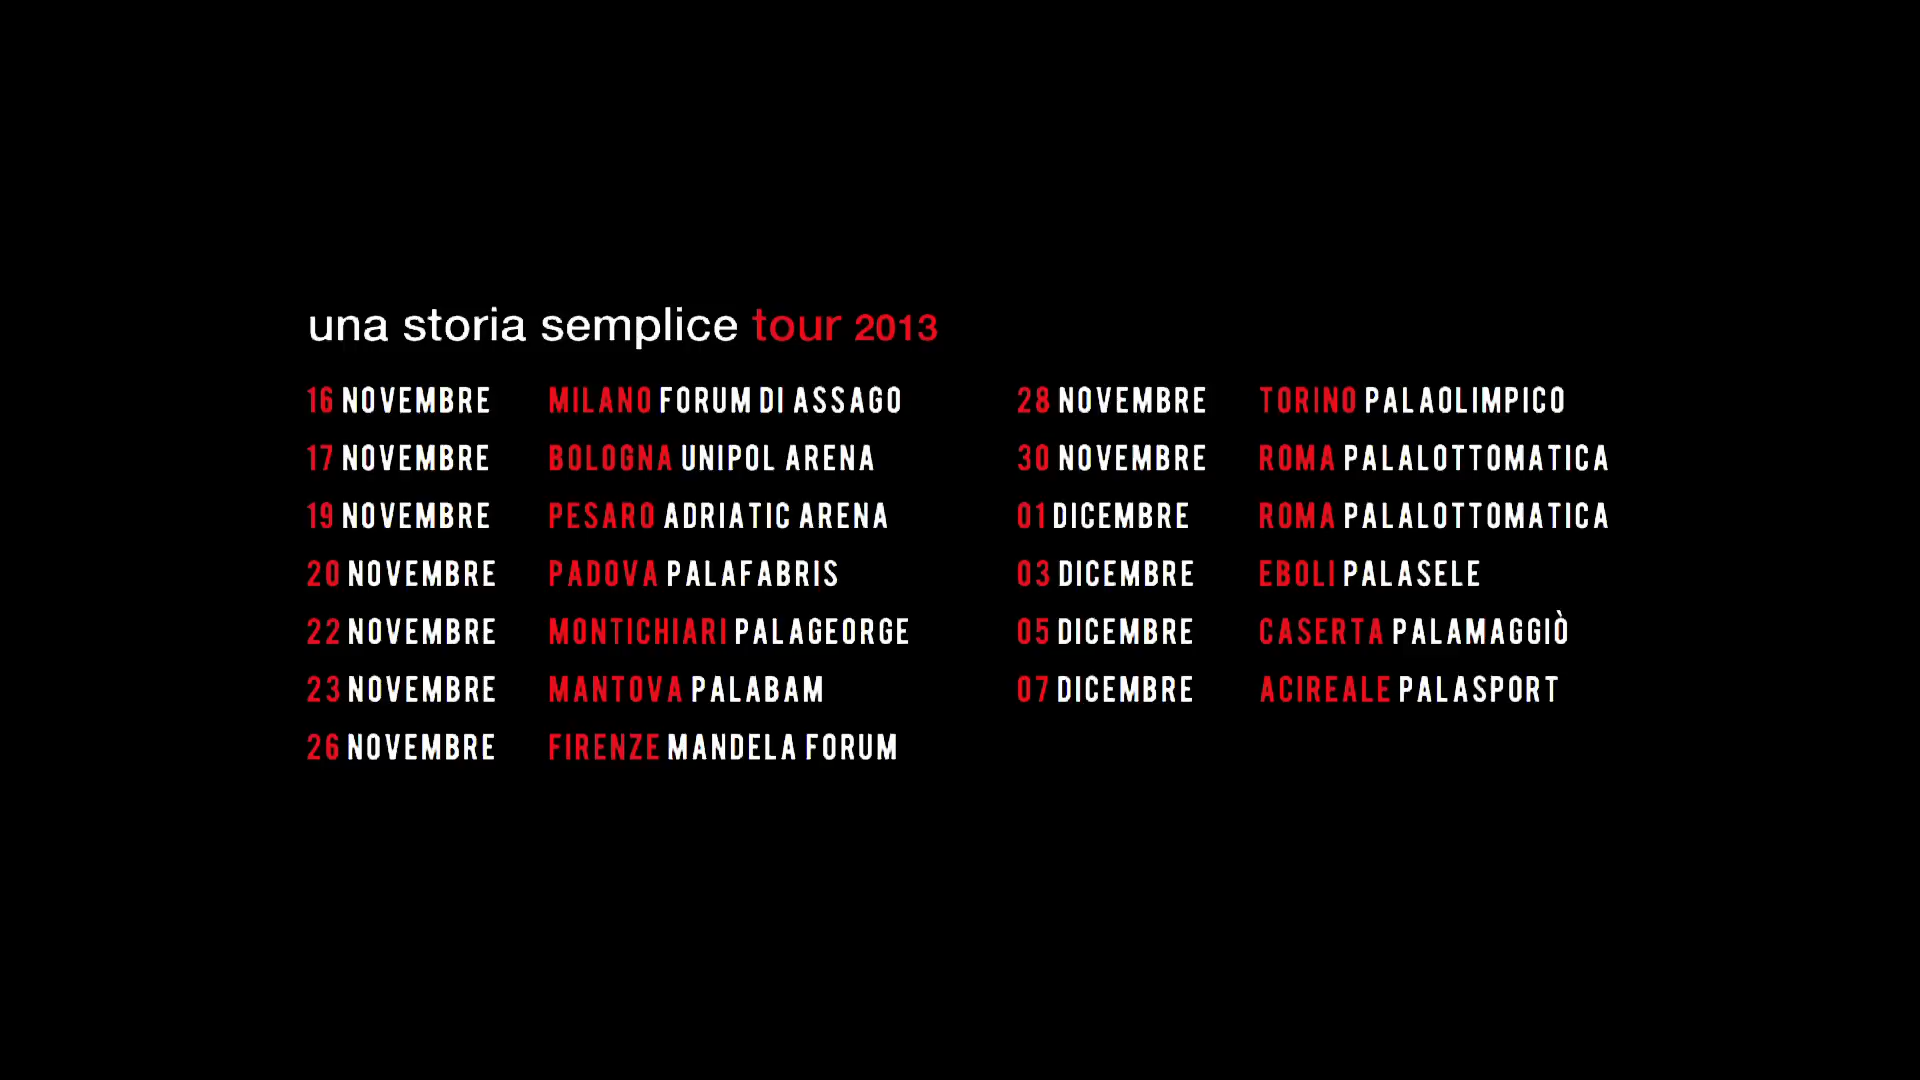 una storia semplice tour 2013
16 NOVEMBRE MILANO FORUM DI ASSAGO
17 NOVEMBRE BOLOGNA UNIPOL ARENA
19 NOVEMBRE PESARO ADRIATIC ARENA
20 NOVEMBRE PADOVA PALAFABRIS
22 NOVEMBRE MONTICHIARI PALAGEORGE
23 NOVEMBRE MANTOVA PALABAM
26 NOVEMBRE FIRENZE MANDELA FORUM
28 NOVEMBRE TORINO PALAOLIMPICO
30 NOVEMBRE ROMA PALALOTTOMATICA
01 DICEMBRE ROMA PALALOTTOMATICA
03 DICEMBRE EBOLI PALASELE
05 DICEMBRE CASERTA PALAMAGGIÒ
07 DICEMBRE ACIREALE PALASPORT